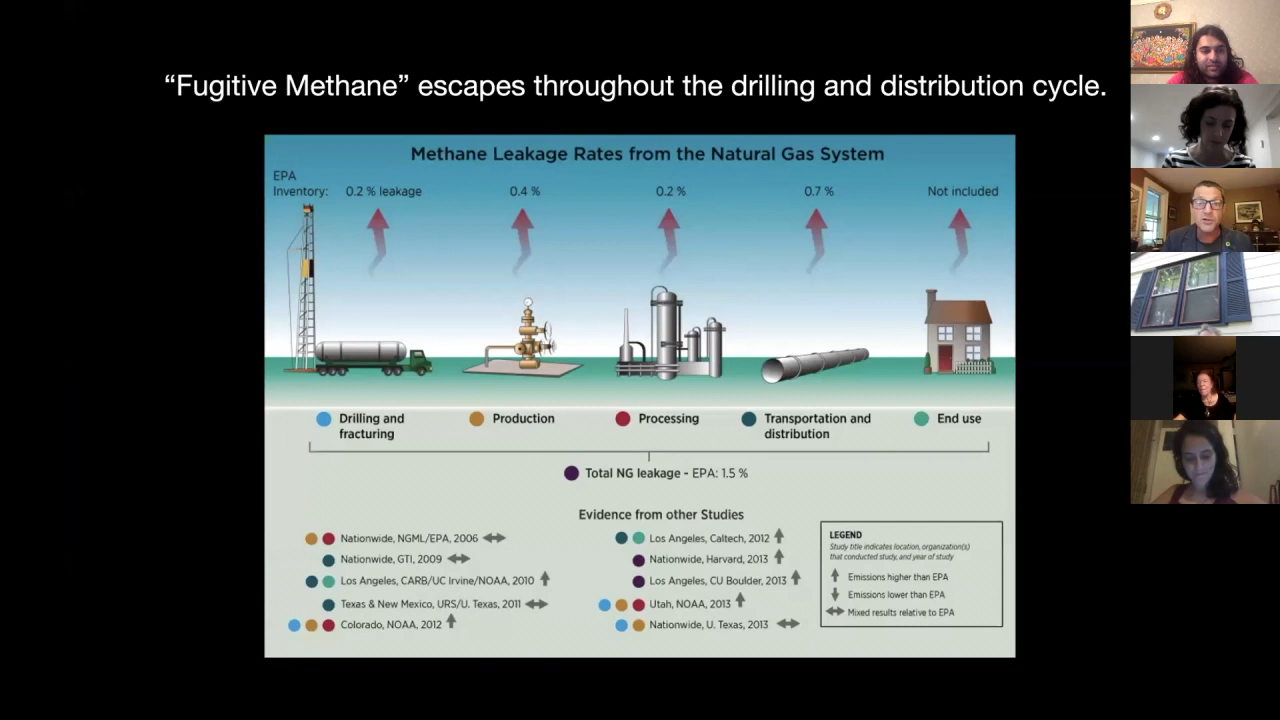 “Fugitive Methane” escapes throughout the drilling and distribution cycle.
Methane Leakage Rates from the Natural Gas System
EPA
Inventory: 0.2 % leakage 0.4 % 0.2 % 0.7 % Not included
Drilling and
fracturing
Production
Processing
Transportation and
distribution
End use
Total NG leakage - EPA: 1.5 %
Evidence from other Studies
Nationwide, NGML/EPA, 2006
Nationwide, GTI, 2009
Los Angeles, CARB/UC Irvine/NOAA, 2010
Texas & New Mexico, URS/U. Texas, 2011
Colorado, NOAA, 2012
Los Angeles, Caltech, 2012
Nationwide, Harvard, 2013
Los Angeles, CU Boulder, 2013
Utah, NOAA, 2013
Nationwide, U. Texas, 2013
LEGEND
Study title indicates location, organization(s)
that conducted study, and year of study
Emissions higher than EPA
Emissions lower than EPA
Mixed results relative to EPA